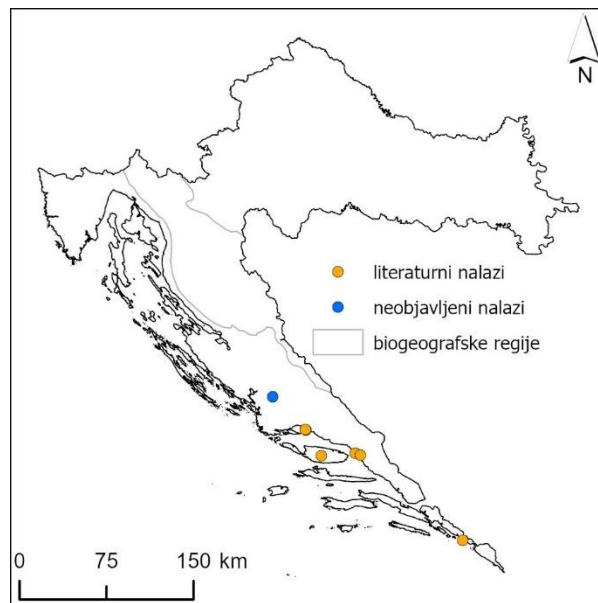 N
literaturni nalazi
neobjavljeni nalazi
biogeografske regije
0 75 150 km